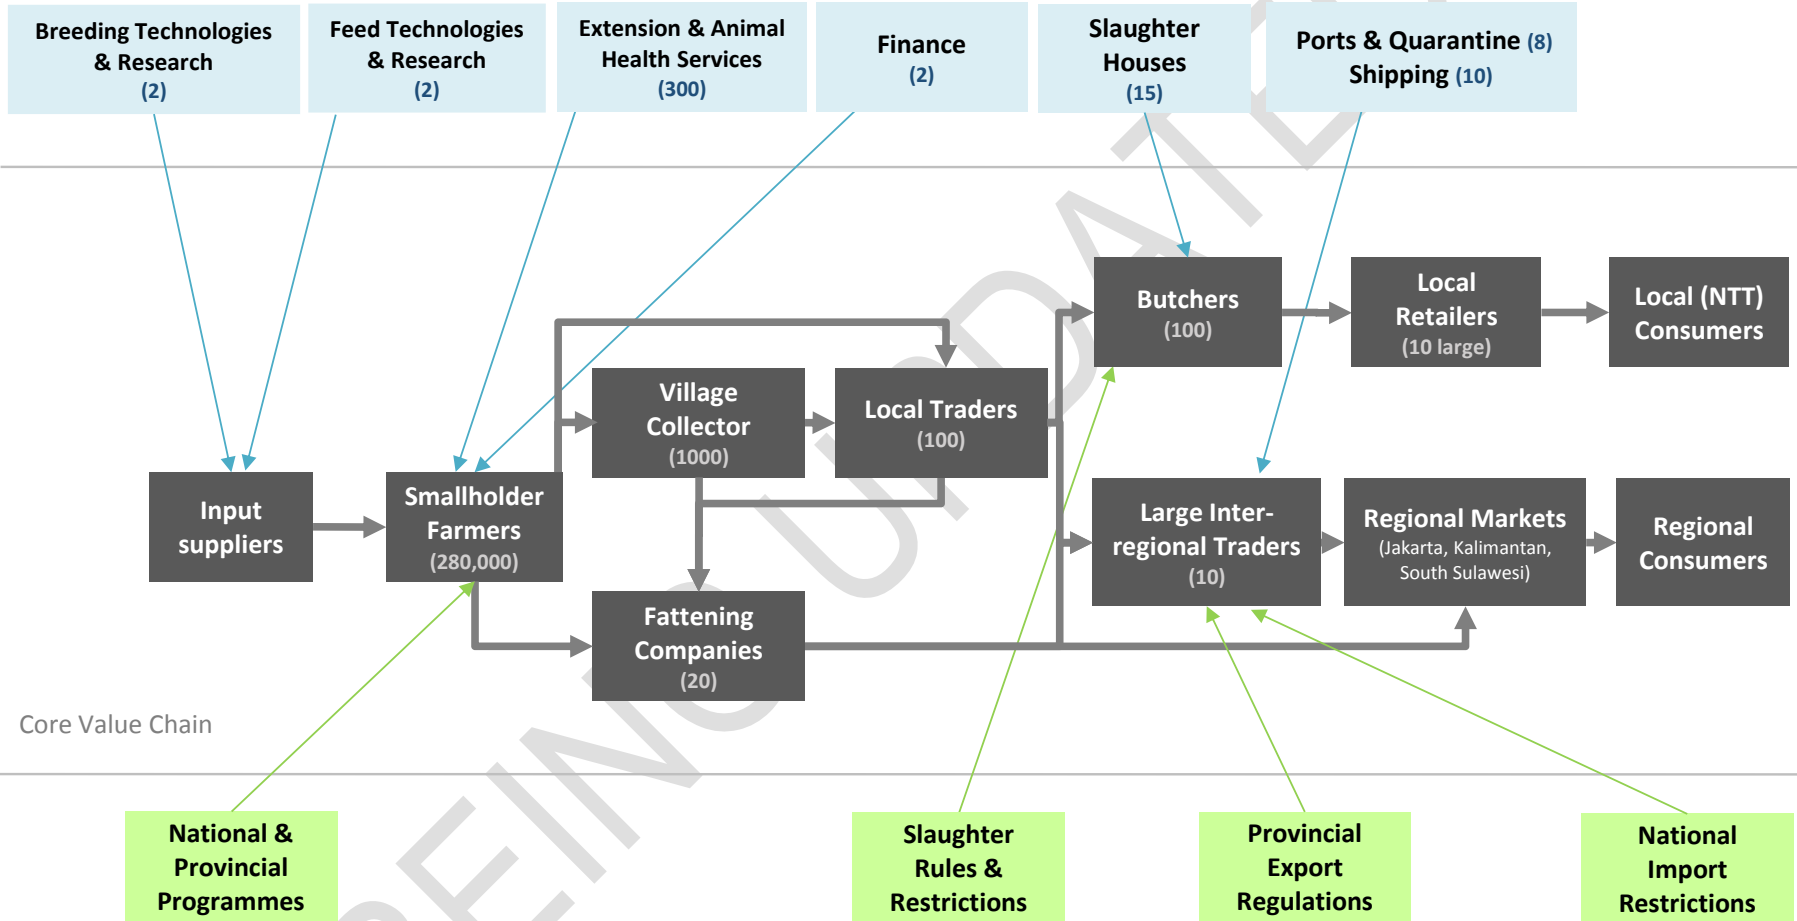 Breeding Technologies
& Research
(2)
Feed Technologies
& Research
(2)
Extension & Animal
Health Services
(300)
Finance
(2)
Slaughter
Houses
(15)
Ports & Quarantine (8)
Shipping (10)
Butchers
(100)
Local
Retailers
(10 large)
Local (NTT)
Consumers
Village
Collector
(1000)
Local Traders
(100)
Input
suppliers
Smallholder
Farmers
(280,000)
Large Inter-
regional Traders
(10)
Regional Markets
(Jakarta, Kalimantan,
South Sulawesi)
Regional
Consumers
Fattening
Companies
(20)
Core Value Chain
National &
Provincial
Programmes
Slaughter
Rules &
Restrictions
Provincial
Export
Regulations
National
Import
Restrictions
EING UPDATE